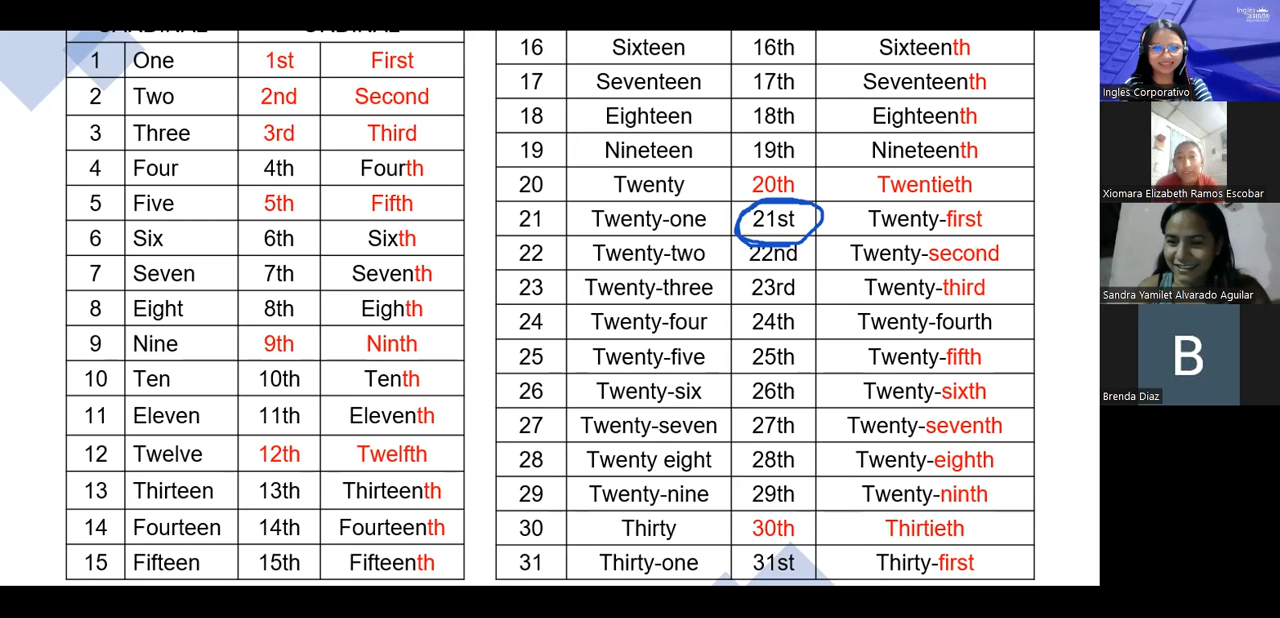 CARDINAL ORDINAL
1 One 1st First
2 Two 2nd Second
3 Three 3rd Third
4 Four 4th Fourth
5 Five 5th Fifth
6 Six 6th Sixth
7 Seven 7th Seventh
8 Eight 8th Eighth
9 Nine 9th Ninth
10 Ten 10th Tenth
11 Eleven 11th Eleventh
12 Twelve 12th Twelfth
13 Thirteen 13th Thirteenth
14 Fourteen 14th Fourteenth
15 Fifteen 15th Fifteenth
16 Sixteen 16th Sixteenth
17 Seventeen 17th Seventeenth
18 Eighteen 18th Eighteenth
19 Nineteen 19th Nineteenth
20 Twenty 20th Twentieth
21 Twenty-one 21st Twenty-first
22 Twenty-two 22nd Twenty-second
23 Twenty-three 23rd Twenty-third
24 Twenty-four 24th Twenty-fourth
25 Twenty-five 25th Twenty-fifth
26 Twenty-six 26th Twenty-sixth
27 Twenty-seven 27th Twenty-seventh
28 Twenty eight 28th Twenty-eighth
29 Twenty-nine 29th Twenty-ninth
30 Thirty 30th Thirtieth
31 Thirty-one 31st Thirty-first
Ingles
Ingles Corporativo
Xiomara Elizabeth Ramos Escobar
Sandra Yamilet Alvarado Aguilar
B
Brenda Diaz